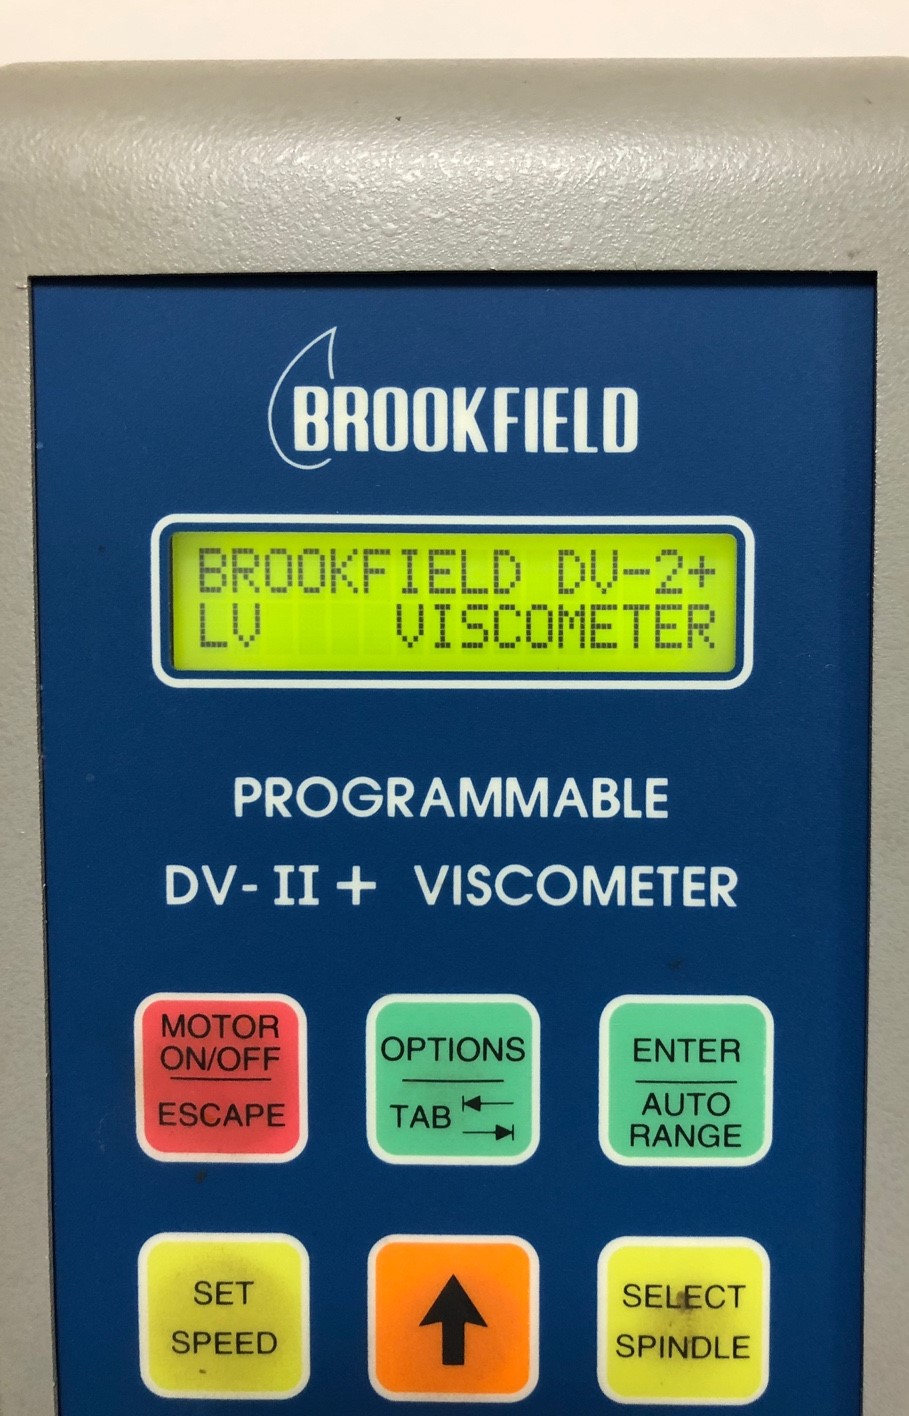 BROOKFIELD
BROOKFIELD DV-2+
LV VISCOMETER
PROGRAMMABLE
DV-II+ VISCOMETER
MOTOR
ON/OFF
ESCAPE
OPTIONS
TAB
ENTER
AUTO
RANGE
SET
SPEED
SELECT
SPINDLE